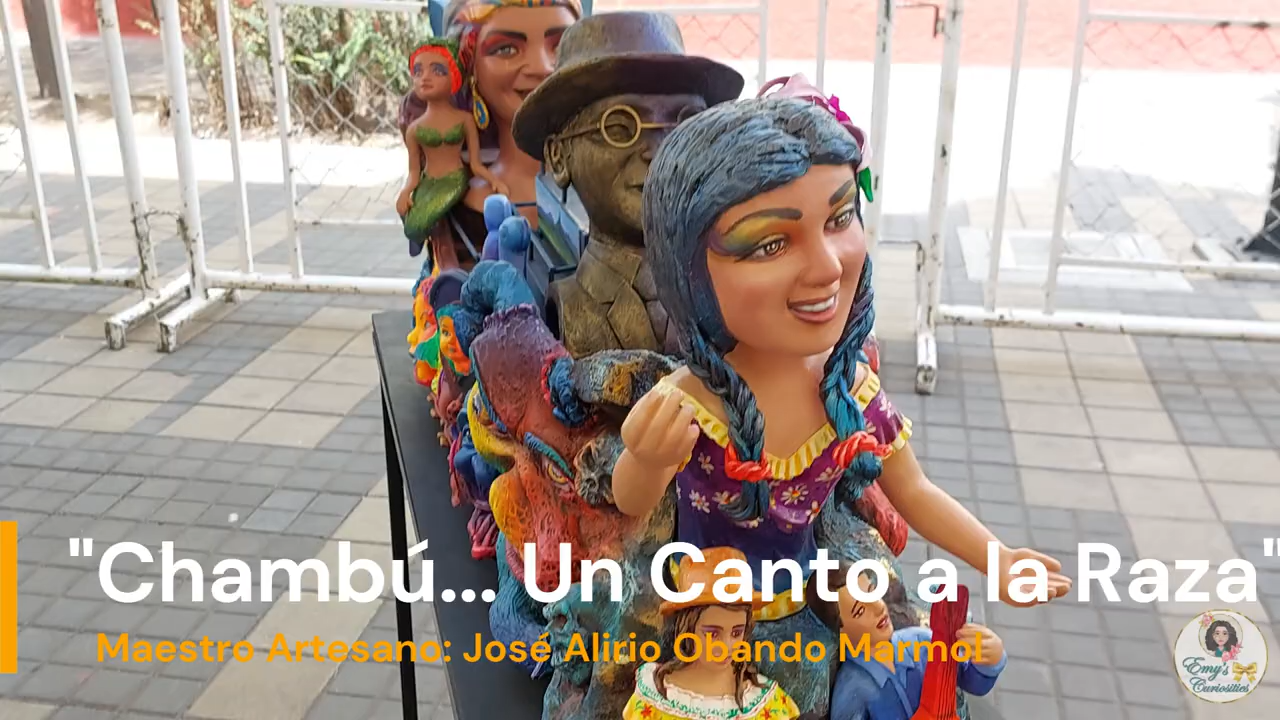 "Chambú... Un Canto a la Raza"
Maestro Artesano: José Alirio Obando Marmol
Emy's
Curiosities